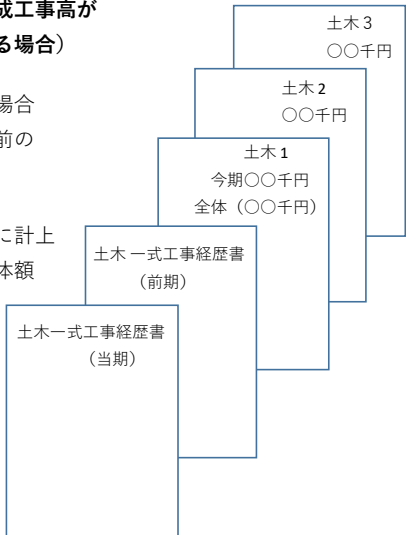 成工事高が
る場合）
場合
前の
に計上
体額
土木３
〇〇千円
土木 2
〇〇千円
土木 1
今期〇〇千円
全体（〇〇千円）
土木 一式工事経歴書
（前期）
土木一式工事経歴書
（当期）